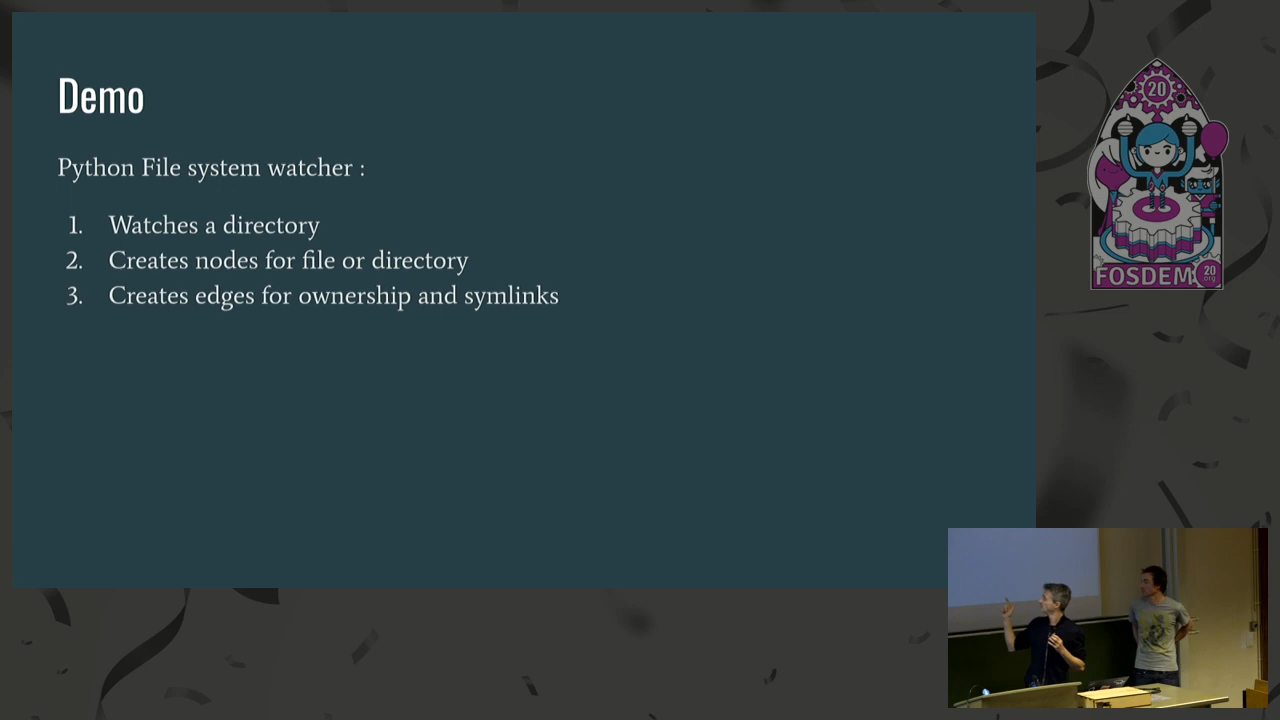 Demo
Python File system watcher :
1. Watches a directory
2. Creates nodes for file or directory
3. Creates edges for ownership and symlinks
20
FOSDEM
20
.org